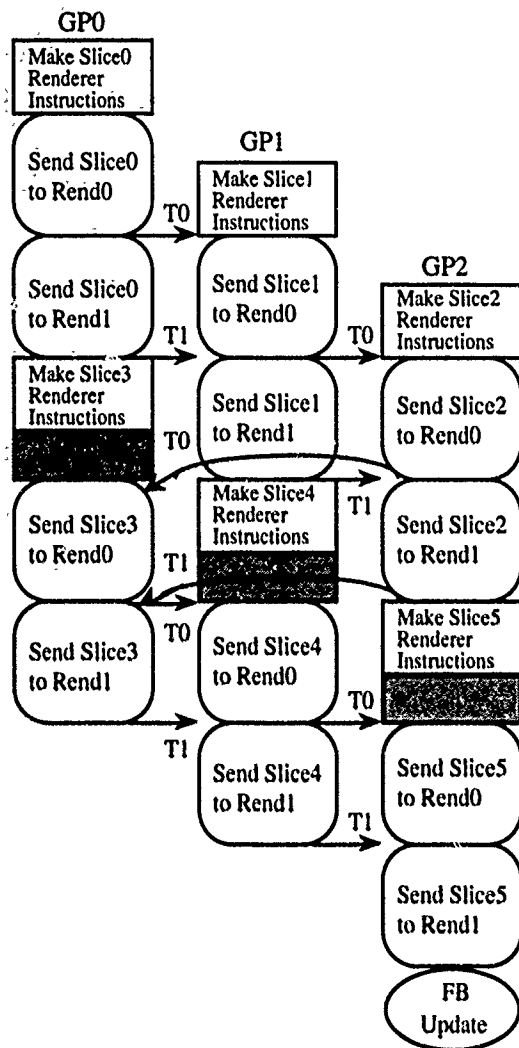 GP0
Make Slice0
Renderer
Instructions
Send Slice0
to Rend0
T0
Send Slice0
to Rend1
T1
Make Slice3
Renderer
Instructions
T0
Send Slice3
to Rend0
T1
T0
Send Slice3
to Rend1
T1
GP1
Make Slice1
Renderer
Instructions
Send Slice1
to Rend0
T0
Send Slice1
to Rend1
T1
Make Slice4
Renderer
Instructions
Send Slice4
to Rend0
T0
Send Slice4
to Rend1
T1
GP2
Make Slice2
Renderer
Instructions
Send Slice2
to Rend0
Send Slice2
to Rend1
Make Slice5
Renderer
Instructions
Send Slice5
to Rend0
Send Slice5
to Rend1
FB
Update